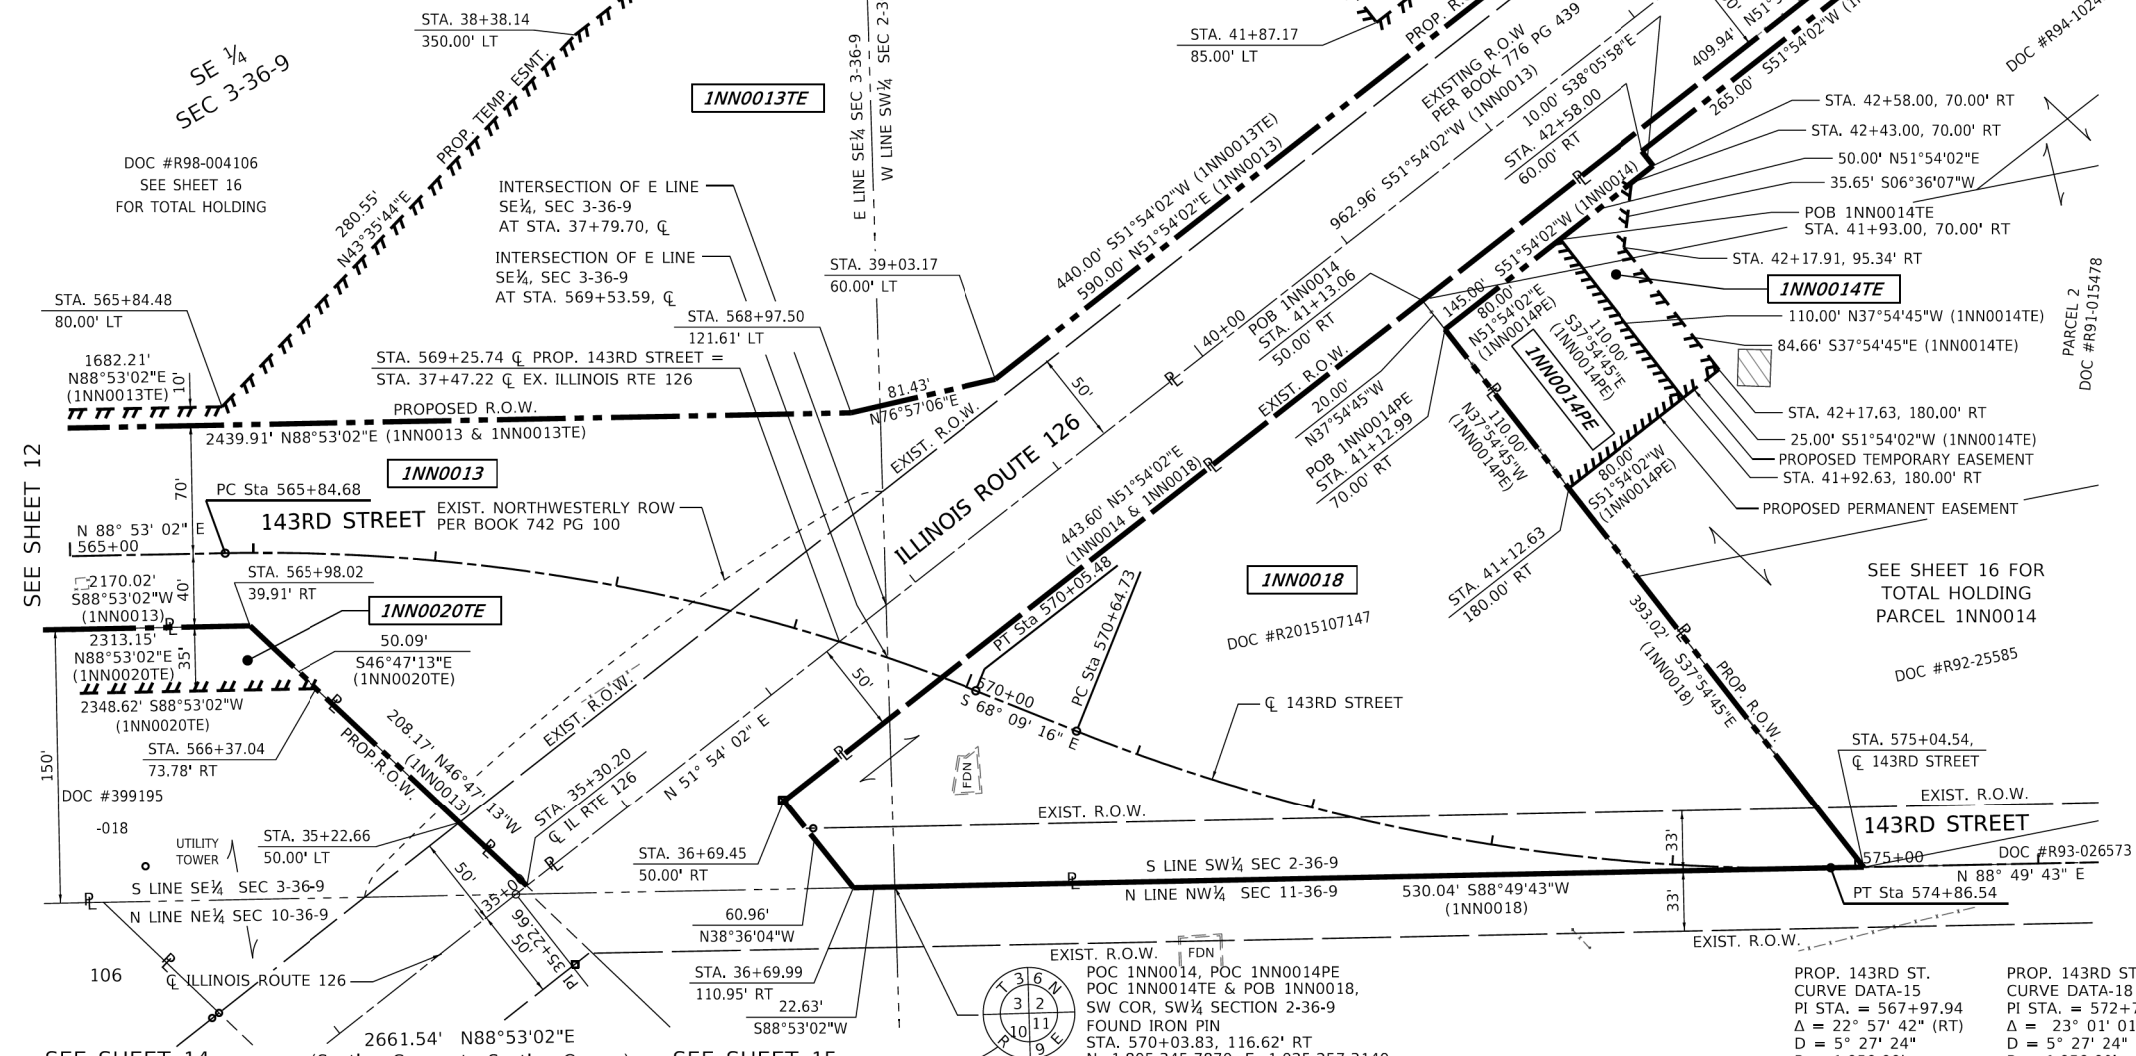 STA. 38+38.14
350.00' LT
SE ¼
SEC 3-36-9
PROP. TEMP. ESMT.
280.55'
N43°35'44"E
DOC #R98-004106
SEE SHEET 16
FOR TOTAL HOLDING
1NN0013TE
E LINE SE¼ SEC 3-36-9
W LINE SW¼ SEC 2-3
STA. 41+87.17
85.00' LT
PROP. R.
EXISTING R.O.W
PER BOOK 776 PG 439
(1NN0013)
962.96' S51°54'02"W
10.00' S38°05'58"E
STA. 42+58.00
60.00' RT
409.94'
N51°
S51°54'02"W
265.00'
DOC #R94-1024
STA. 42+58.00, 70.00' RT
STA. 42+43.00, 70.00' RT
50.00' N51°54'02"E
35.65' S06°36'07"W
POB 1NN0014TE
STA. 41+93.00, 70.00' RT
STA. 42+17.91, 95.34' RT
1NN0014TE
110.00' N37°54'45"W (1NN0014TE)
84.66' S37°54'45"E (1NN0014TE)
STA. 42+17.63, 180.00' RT
25.00' S51°54'02"W (1NN0014TE)
PROPOSED TEMPORARY EASEMENT
STA. 41+92.63, 180.00' RT
PROPOSED PERMANENT EASEMENT
PARCEL 2
DOC #R91-015478
INTERSECTION OF E LINE
SE¼, SEC 3-36-9
AT STA. 37+79.70, ℄
INTERSECTION OF E LINE
SE¼, SEC 3-36-9
AT STA. 569+53.59, ℄
STA. 39+03.17
60.00' LT
STA. 568+97.50
121.61' LT
440.00' S51°54'02"W (1NN0013TE)
590.00' N51°54'02"E (1NN0013)
145.00' S51°54'02"W (1NN0014)
80.00'
N51°54'02"E
(1NN0014PE)
110.00'
S37°54'45"E
(1NN0014PE)
1NN0014PE
40+00
POB 1NN0014
STA. 41+13.06
50.00' RT
20.00'
N37°54'45"W
POB 1NN0014PE
STA. 41+12.99
70.00' RT
110.00'
N37°54'45"W
(1NN0014PE)
80.00'
S51°54'02"W
(1NN0014PE)
STA. 41+12.63
180.00' RT
STA. 565+84.48
80.00' LT
1682.21'
N88°53'02"E
(1NN0013TE)
10'
STA. 569+25.74 ℄ PROP. 143RD STREET =
STA. 37+47.22 ℄ EX. ILLINOIS RTE 126
PROPOSED R.O.W.
2439.91' N88°53'02"E (1NN0013 & 1NN0013TE)
81.43'
N76°57'06"E
50'
EXIST. R.O.W.
EXIST. R.O.W.
ILLINOIS ROUTE 126
SEE SHEET 12
1NN0013
70'
PC Sta 565+84.68
143RD STREET
EXIST. NORTHWESTERLY ROW
PER BOOK 742 PG 100
N 88° 53' 02" E
565+00
2170.02'
S88°53'02"W
(1NN0013)
40'
STA. 565+98.02
39.91' RT
1NN0020TE
50.09'
S46°47'13"E
(1NN0020TE)
2313.15'
N88°53'02"E
(1NN0020TE)
35'
2348.62' S88°53'02"W
(1NN0020TE)
STA. 566+37.04
73.78' RT
443.60' N51°54'02"E
(1NN0014 & 1NN0018)
PT Sta 570+05.48
PC Sta 570+64.73
570+00
S 68° 09' 16" E
1NN0018
DOC #R2015107147
℄ 143RD STREET
SEE SHEET 16 FOR
TOTAL HOLDING
PARCEL 1NN0014
DOC #R92-25585
393.02' S37°54'45"E
(1NN0018)
PROP. R.O.W.
STA. 575+04.54,
℄ 143RD STREET
EXIST. R.O.W.
143RD STREET
575+00
DOC #R93-026573
N 88° 49' 43" E
PT Sta 574+86.54
150'
DOC #399195
-018
UTILITY
TOWER
208.17' N46°47'13"W
(1NN0013)
PROP.R.O.W.
EXIST. R.O.W.
50'
N 51° 54' 02" E
STA. 35+30.20
℄ IL RTE 126
STA. 35+22.66
50.00' LT
50'
FDN
EXIST. R.O.W.
STA. 36+69.45
50.00' RT
S LINE SW¼ SEC 2-36-9
N LINE NW¼ SEC 11-36-9
530.04' S88°49'43"W
(1NN0018)
33'
33'
S LINE SE¼ SEC 3-36-9
N LINE NE¼ SEC 10-36-9
PI 35+22.66
50'
60.96'
N38°36'04"W
STA. 36+69.99
110.95' RT
22.63'
S88°53'02"W
106
℄ ILLINOIS ROUTE 126
EXIST. R.O.W.
FDN
EXIST. R.O.W.
T 3 6 N
3 2
10 11
R 9 E
POC 1NN0014, POC 1NN0014PE
POC 1NN0014TE & POB 1NN0018,
SW COR, SW¼ SECTION 2-36-9
FOUND IRON PIN
STA. 570+03.83, 116.62' RT
PROP. 143RD ST.
CURVE DATA-15
PI STA. = 567+97.94
Δ = 22° 57' 42" (RT)
D = 5° 27' 24"
PROP. 143RD ST
CURVE DATA-18
PI STA. = 572+7
Δ = 23° 01' 01
D = 5° 27' 24"
2661.54' N88°53'02"E
SEE SHEET 14
SEE SHEET 15